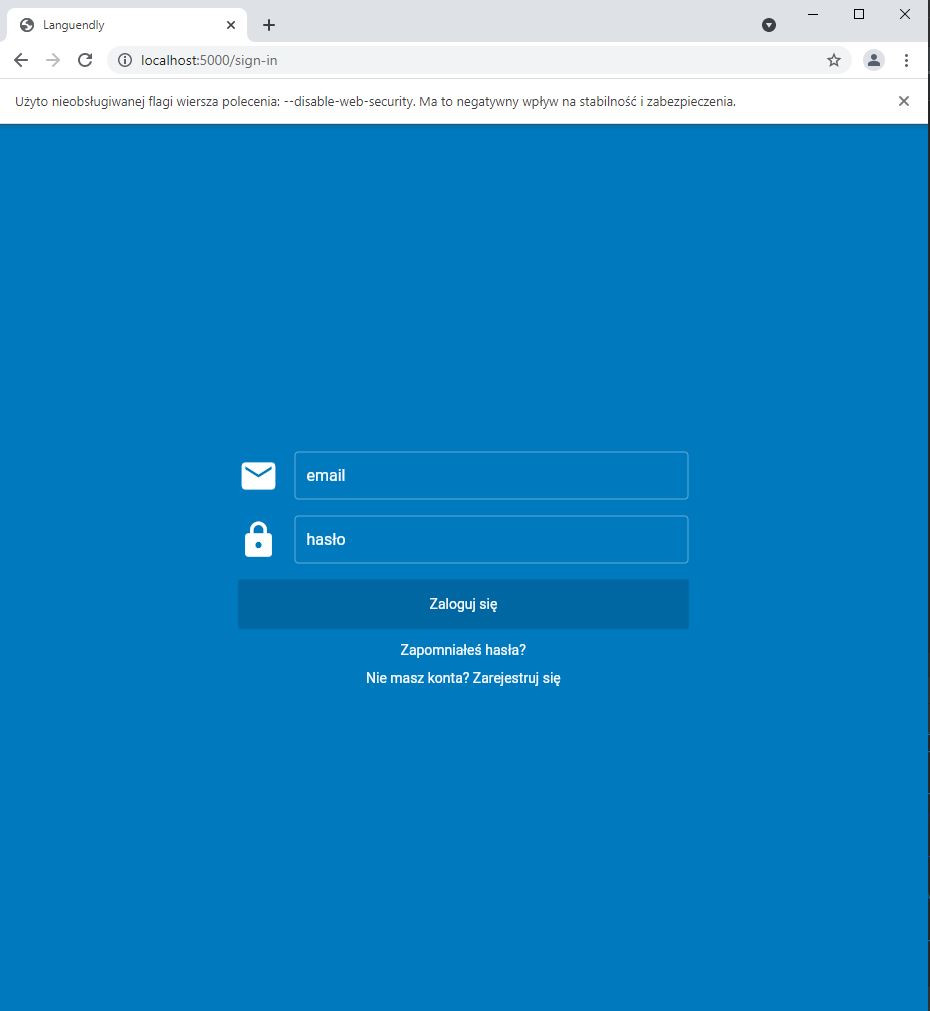 Languendly
localhost:5000/sign-in
Użyto nieobsługiwanej flagi wiersza polecenia: --disable-web-security. Ma to negatywny wpływ na stabilność i zabezpieczenia.
email
hasło
Zaloguj się
Zapomniałeś hasła?
Nie masz konta? Zarejestruj się